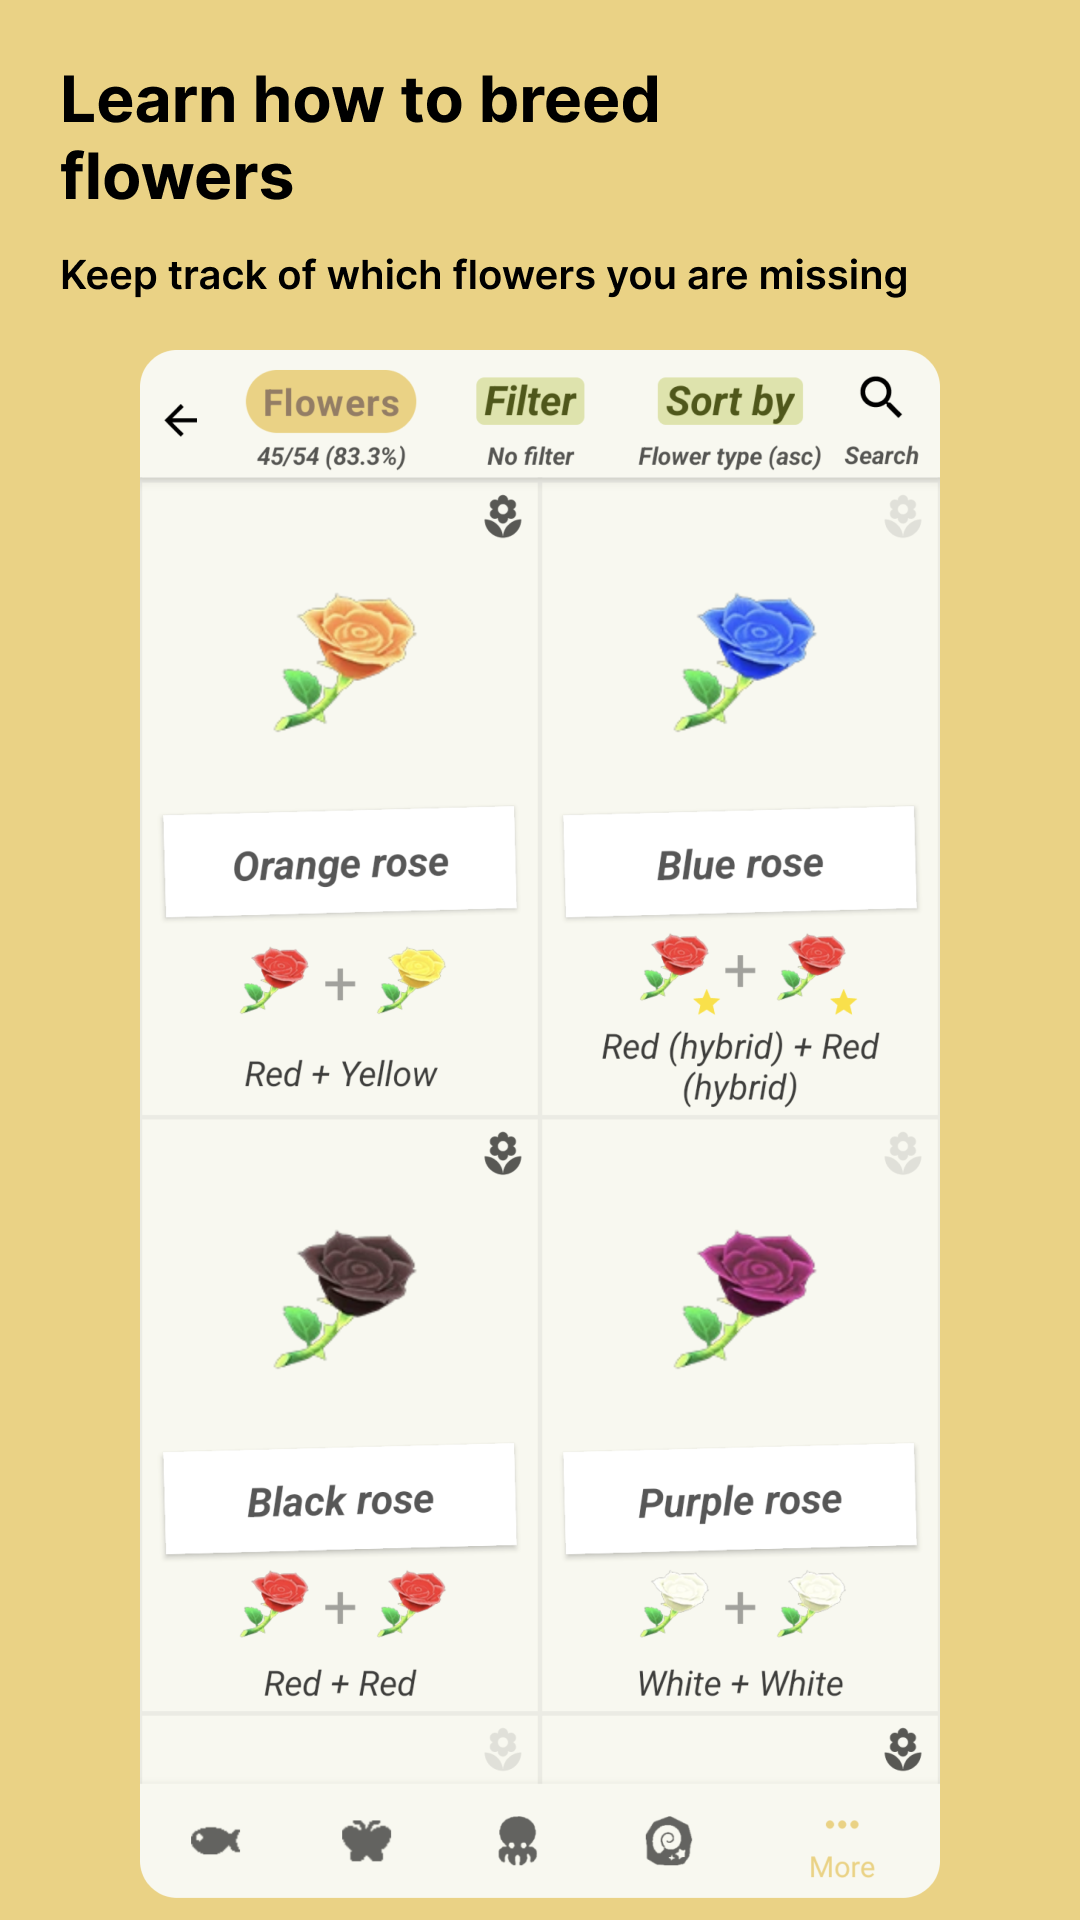 Learn how to breed
flowers
Keep track of which flowers you are missing
Flowers
Filter
Sort by
45/54 (83.3%)
No filter
Flower type (asc)
Search
Orange rose
Blue rose
+
+
Red + Yellow
Red (hybrid) + Red
(hybrid)
Black rose
Purple rose
+
+
Red + Red
White + White
More